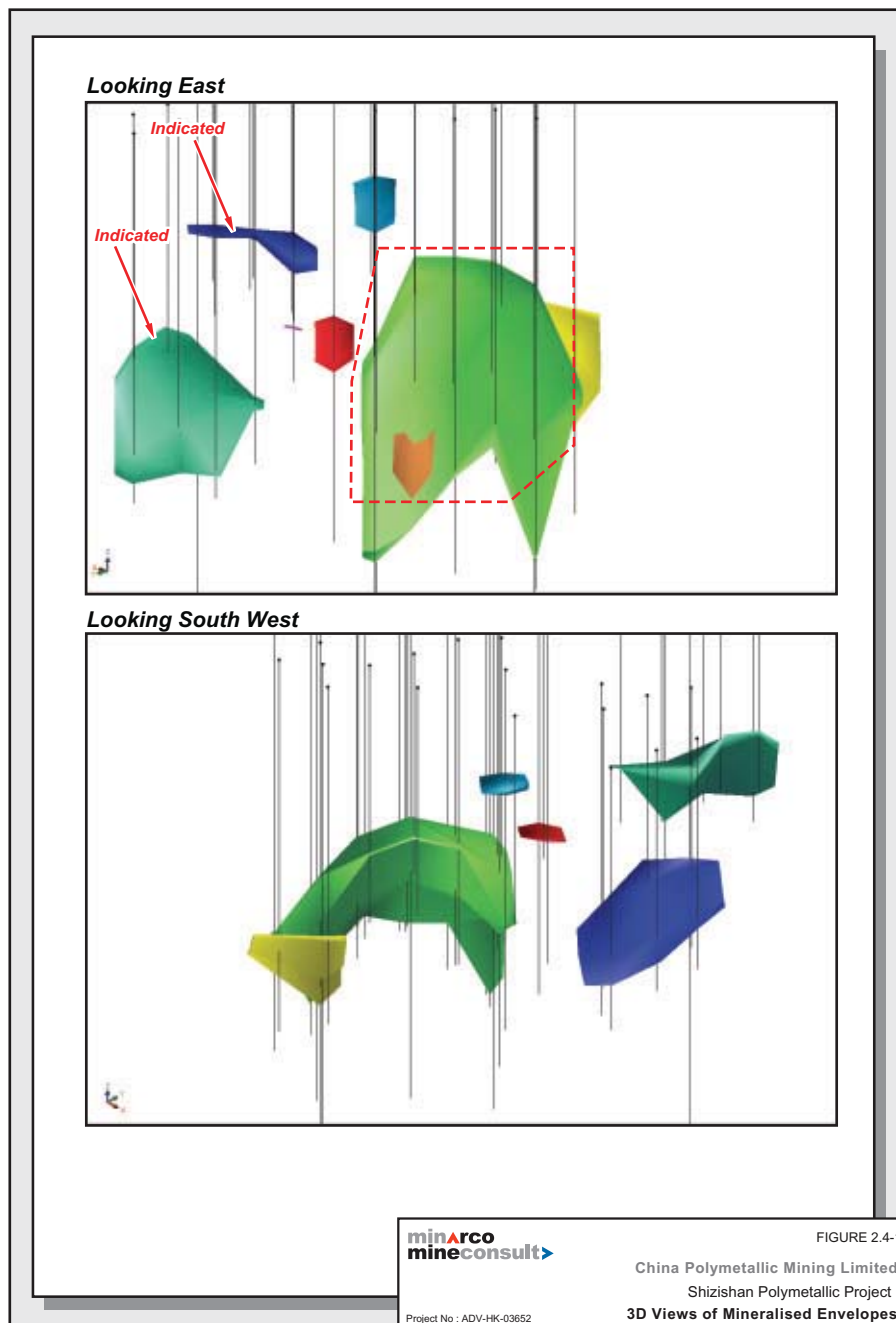 Looking East
Indicated
Indicated
Looking South West
minarco
mineconsult
FIGURE 2.4-
China Polymetallic Mining Limited
Shizishan Polymetallic Project
Project No : ADV-HK-03652
3D Views of Mineralised Envelopes